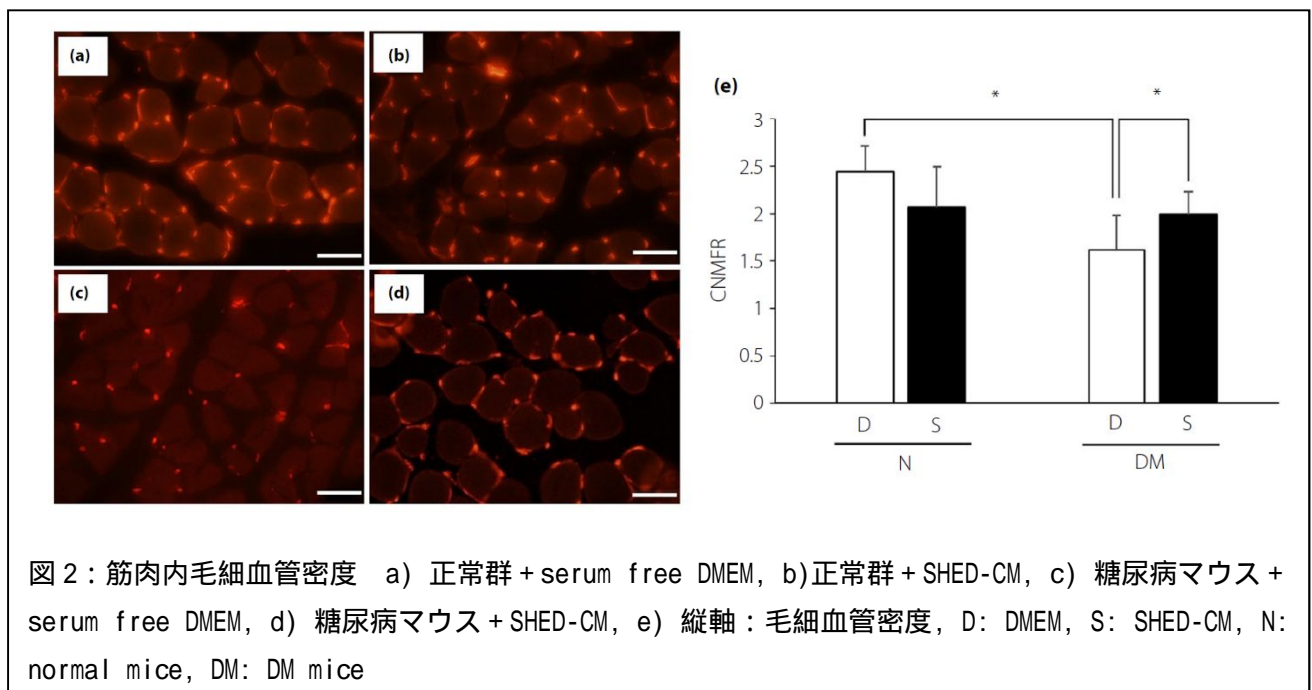 (a)
(b)
(c)
(d)
(e)
*
*
3
2.5
2
1.5
1
0.5
0
CNMFR
D
S
D
S
N
DM
図 2：筋肉内毛細血管密度　a) 正常群＋serum free DMEM, b)正常群＋SHED-CM, c) 糖尿病マウス＋
serum free DMEM, d) 糖尿病マウス＋SHED-CM, e) 縦軸：毛細血管密度, D: DMEM, S: SHED-CM, N:
normal mice, DM: DM mice